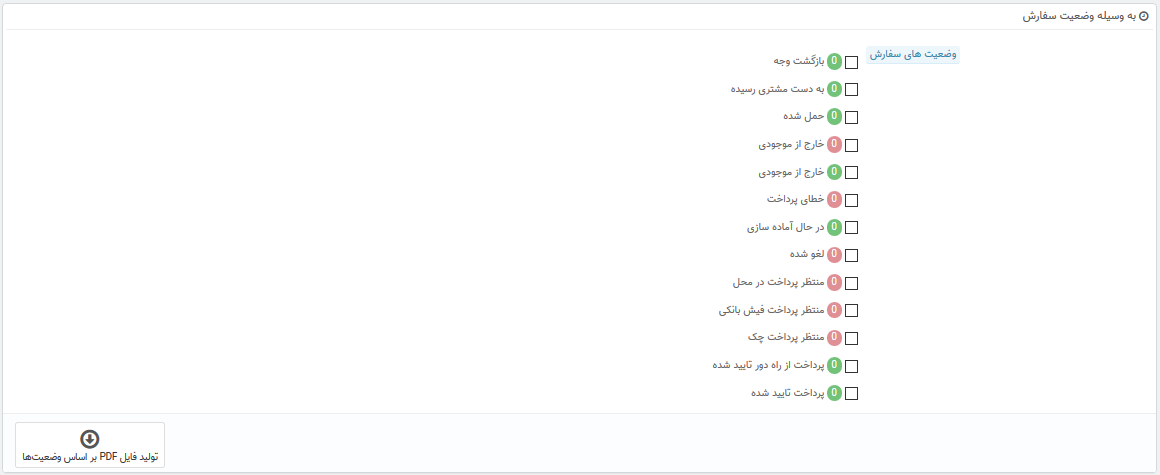 به وسیله وضعیت سفارش
وضعیت های سفارش
0 بازگشت وجه
0 به دست مشتری رسیده
0 حمل شده
0 خارج از موجودی
0 خارج از موجودی
0 خطای پرداخت
0 در حال آماده سازی
0 لغو شده
0 منتظر پرداخت در محل
0 منتظر پرداخت فیش بانکی
0 منتظر پرداخت چک
0 پرداخت از راه دور تایید شده
0 پرداخت تایید شده
تولید فایل PDF بر اساس وضعیت‌ها